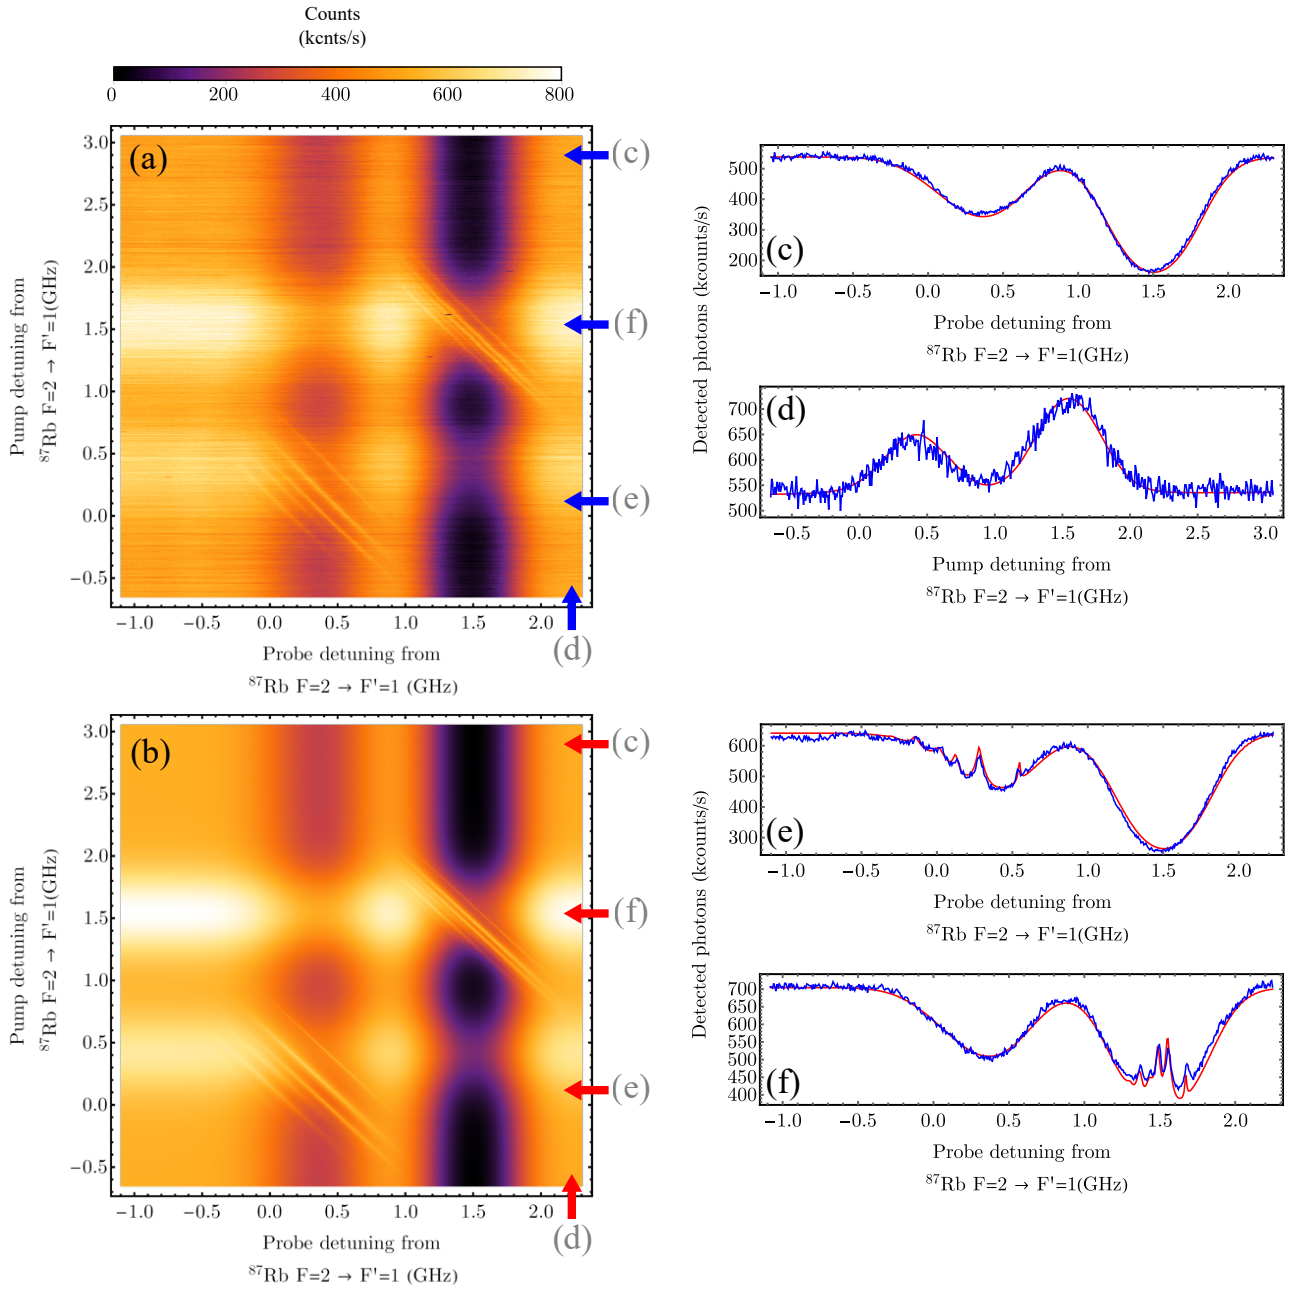 Counts
(kcnts/s)
0 200 400 600 800
(a)
3.0
2.5
2.0
1.5
1.0
0.5
0.0
−0.5
Pump detuning from
⁸⁷Rb F=2 → F'=1(GHz)
−1.0 −0.5 0.0 0.5 1.0 1.5 2.0
Probe detuning from
⁸⁷Rb F=2 → F'=1 (GHz)
(c)
(f)
(e)
(d)
(b)
3.0
2.5
2.0
1.5
1.0
0.5
0.0
−0.5
Pump detuning from
⁸⁷Rb F=2 → F'=1(GHz)
−1.0 −0.5 0.0 0.5 1.0 1.5 2.0
Probe detuning from
⁸⁷Rb F=2 → F'=1 (GHz)
(c)
(f)
(e)
(d)
Detected photons (kcounts/s)
500
400
300
200
(c)
−1.0 −0.5 0.0 0.5 1.0 1.5 2.0
Probe detuning from
⁸⁷Rb F=2 → F'=1(GHz)
700
650
600
550
500
(d)
−0.5 0.0 0.5 1.0 1.5 2.0 2.5 3.0
Pump detuning from
⁸⁷Rb F=2 → F'=1(GHz)
Detected photons (kcounts/s)
600
500
400
300
(e)
−1.0 −0.5 0.0 0.5 1.0 1.5 2.0
Probe detuning from
⁸⁷Rb F=2 → F'=1(GHz)
700
650
600
550
500
450
400
(f)
−1.0 −0.5 0.0 0.5 1.0 1.5 2.0
Probe detuning from
⁸⁷Rb F=2 → F'=1(GHz)